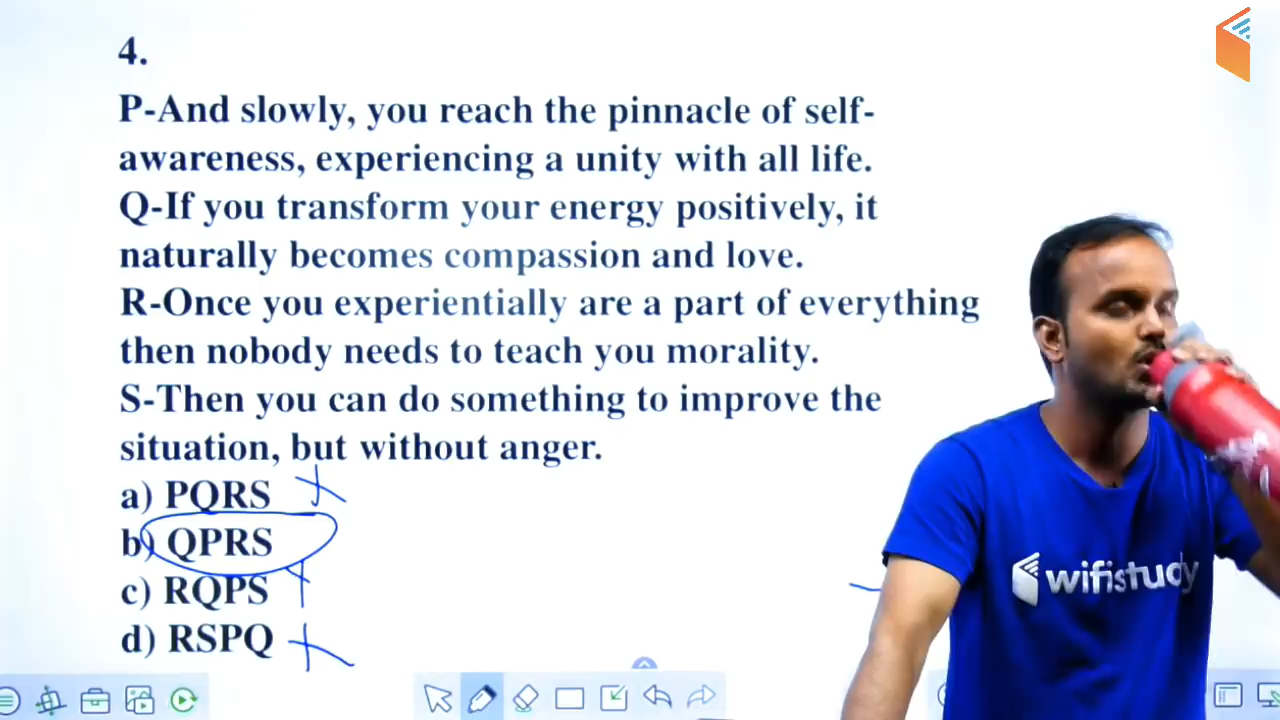 4.
P-And slowly, you reach the pinnacle of self-
awareness, experiencing a unity with all life.
Q-If you transform your energy positively, it
naturally becomes compassion and love.
R-Once you experientially are a part of everything
then nobody needs to teach you morality.
S-Then you can do something to improve the
situation, but without anger.
a) PQRS
b) QPRS
c) RQPS
d) RSPQ
wifistudy